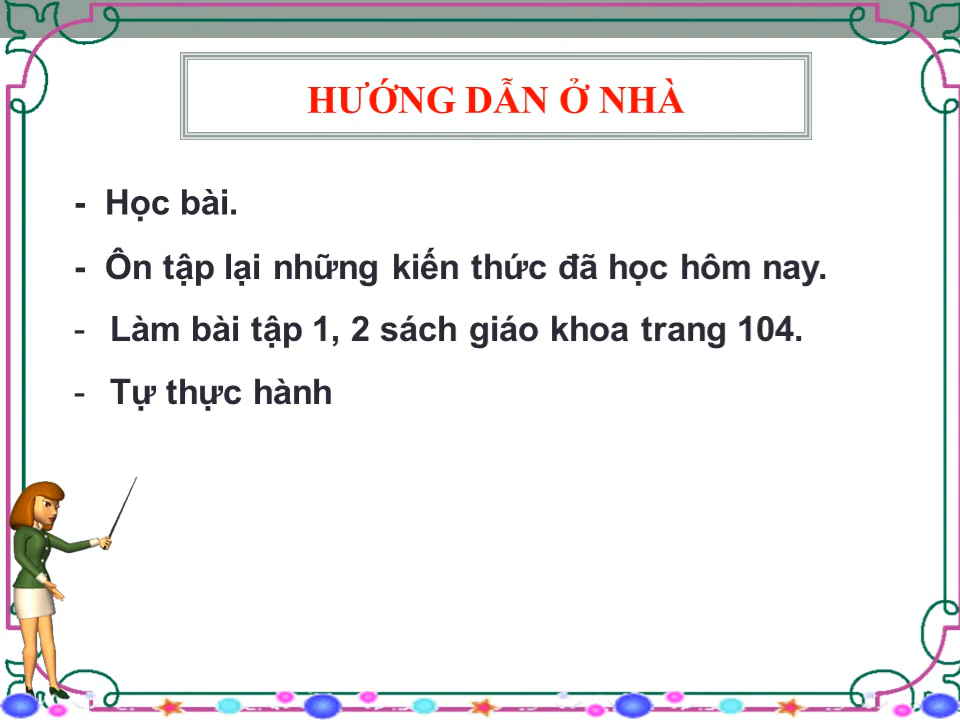 HƯỚNG DẪN Ở NHÀ
- Học bài.
- Ôn tập lại những kiến thức đã học hôm nay.
- Làm bài tập 1, 2 sách giáo khoa trang 104.
- Tự thực hành